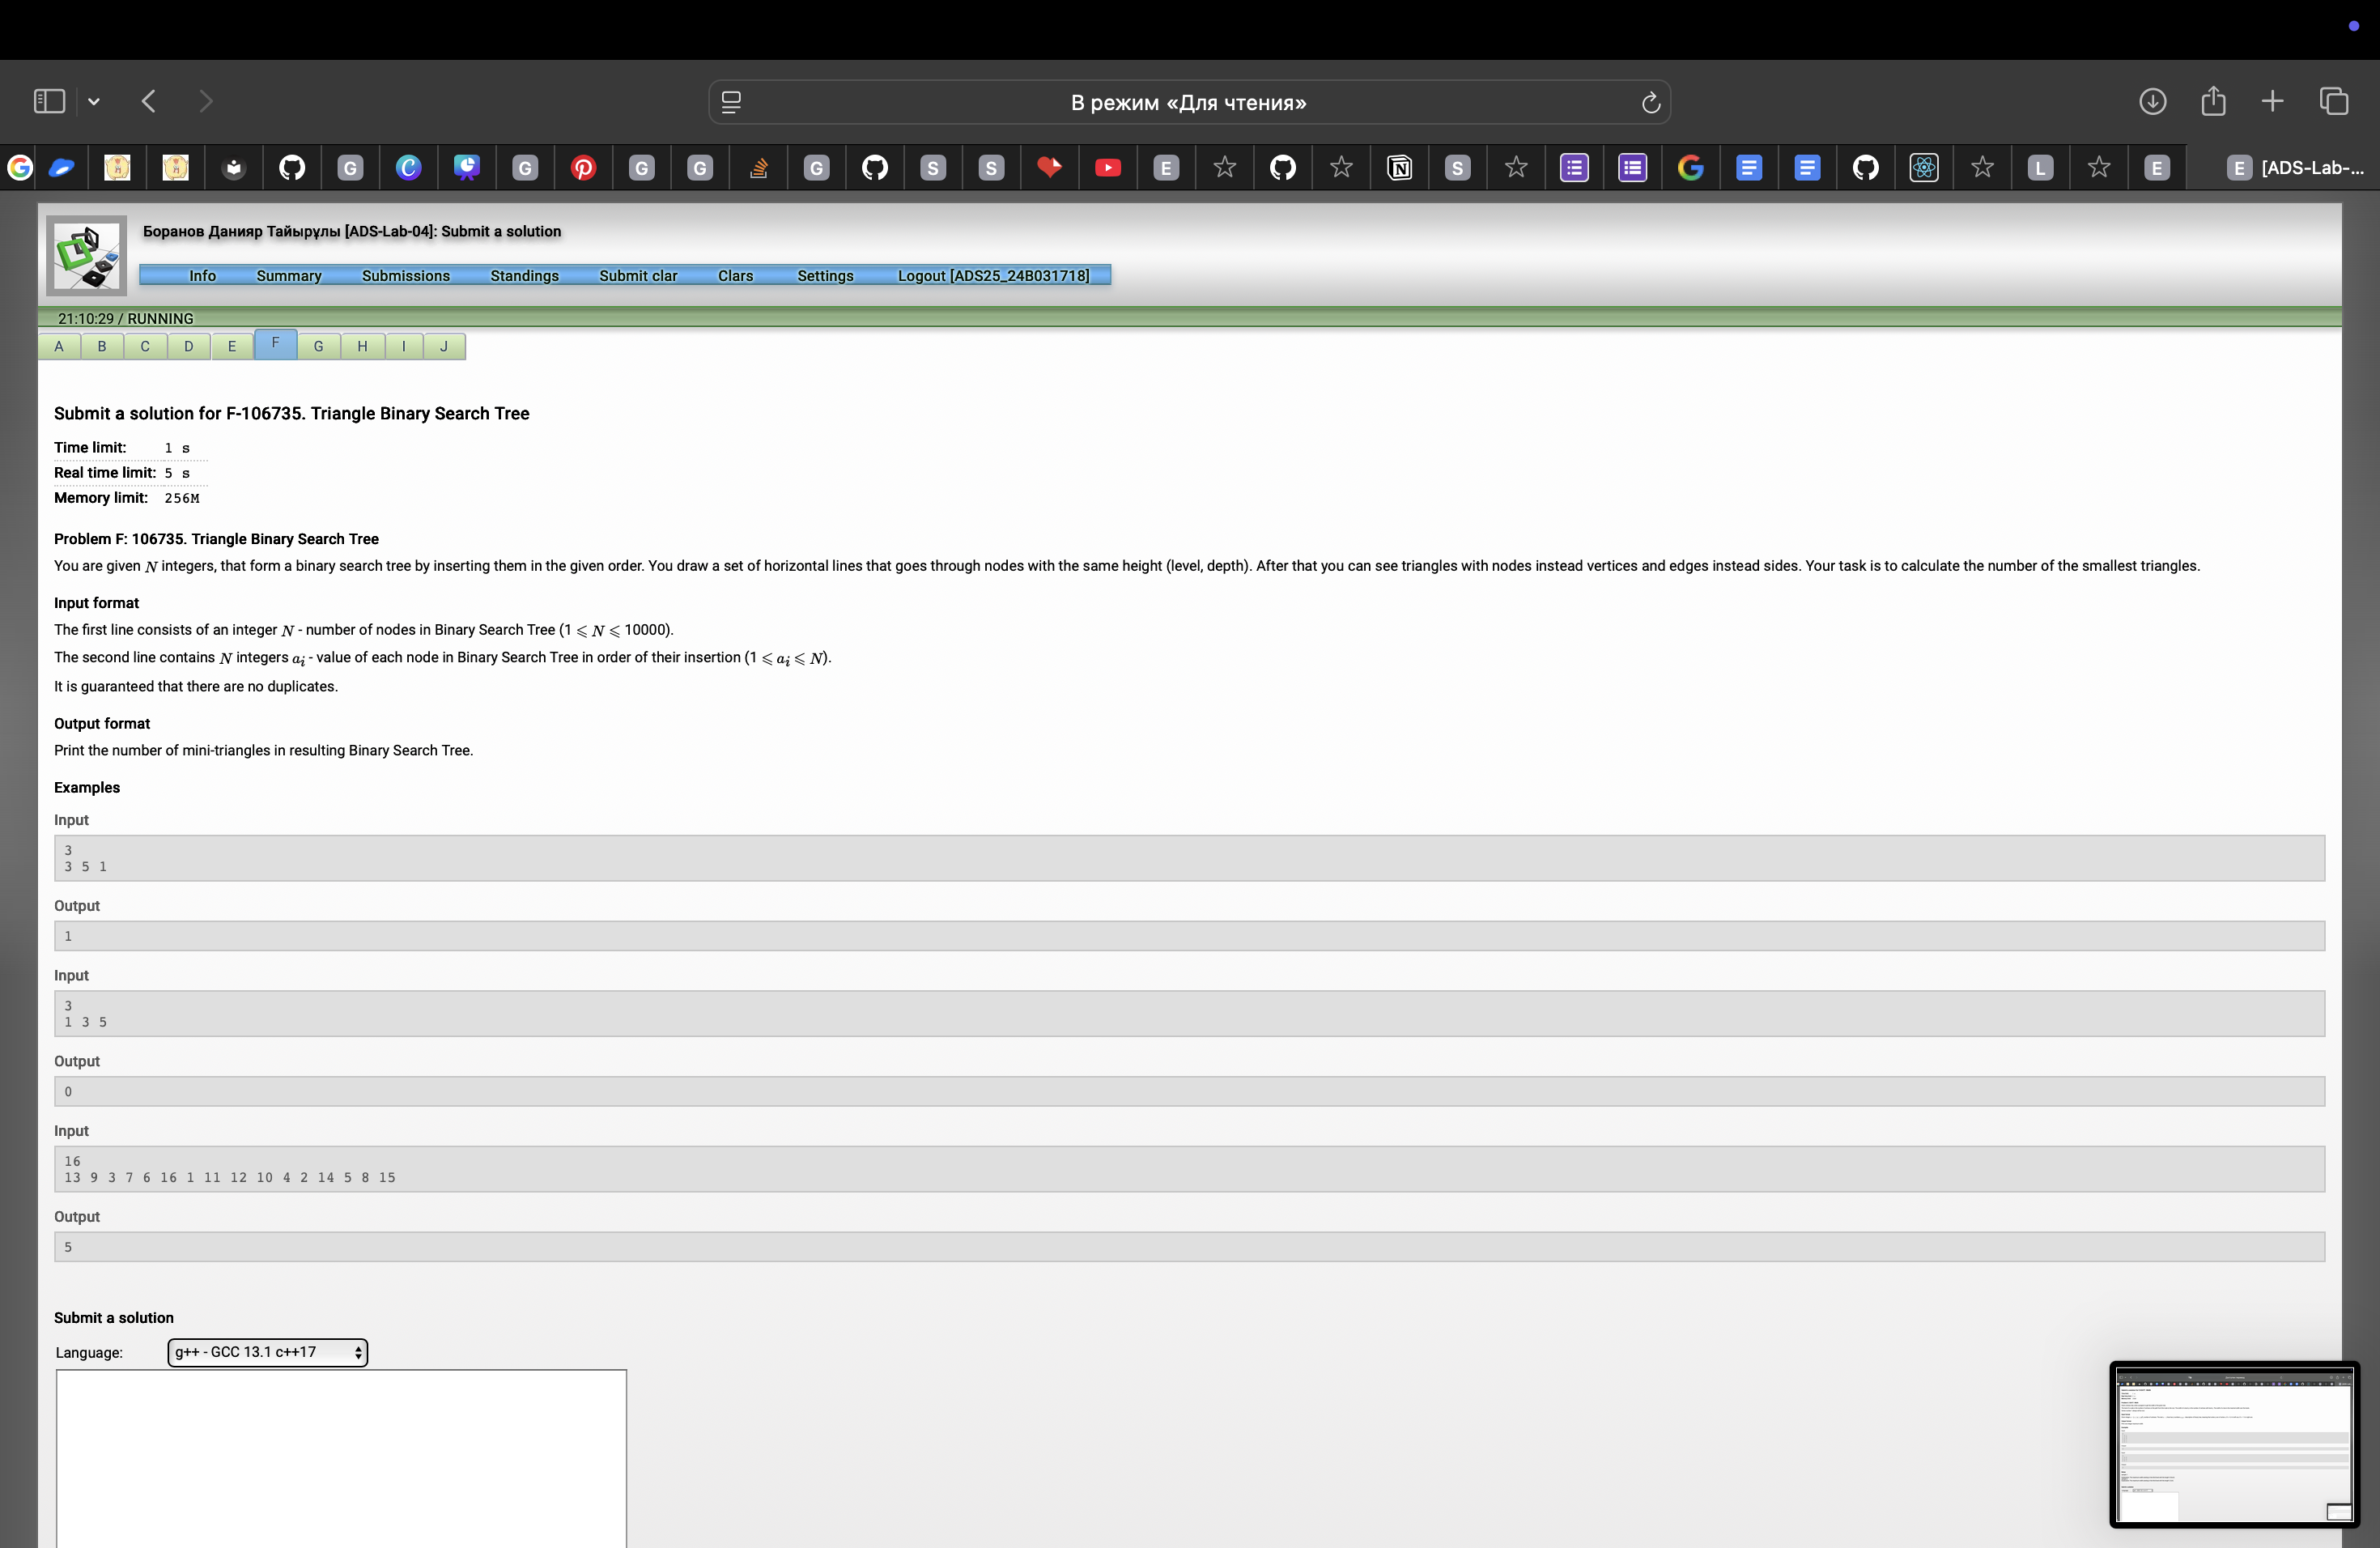 В режим «Для чтения»
[ADS-Lab-...
Боранов Данияр Тайырұлы [ADS-Lab-04]: Submit a solution
Info Summary Submissions Standings Submit clar Clars Settings Logout [ADS25_24B031718]
21:10:29 / RUNNING
A B C D E F G H I J
Submit a solution for F-106735. Triangle Binary Search Tree
Time limit: 1 s
Real time limit: 5 s
Memory limit: 256M
Problem F: 106735. Triangle Binary Search Tree
You are given N integers, that form a binary search tree by inserting them in the given order. You draw a set of horizontal lines that goes through nodes with the same height (level, depth). After that you can see triangles with nodes instead vertices and edges instead sides. Your task is to calculate the number of the smallest triangles.
Input format
The first line consists of an integer N - number of nodes in Binary Search Tree (1 ⩽ N ⩽ 10000).
The second line contains N integers aᵢ - value of each node in Binary Search Tree in order of their insertion (1 ⩽ aᵢ ⩽ N).
It is guaranteed that there are no duplicates.
Output format
Print the number of mini-triangles in resulting Binary Search Tree.
Examples
Input
3
3 5 1
Output
1
Input
3
1 3 5
Output
0
Input
16
13 9 3 7 6 16 1 11 12 10 4 2 14 5 8 15
Output
5
Submit a solution
Language: g++ - GCC 13.1 c++17